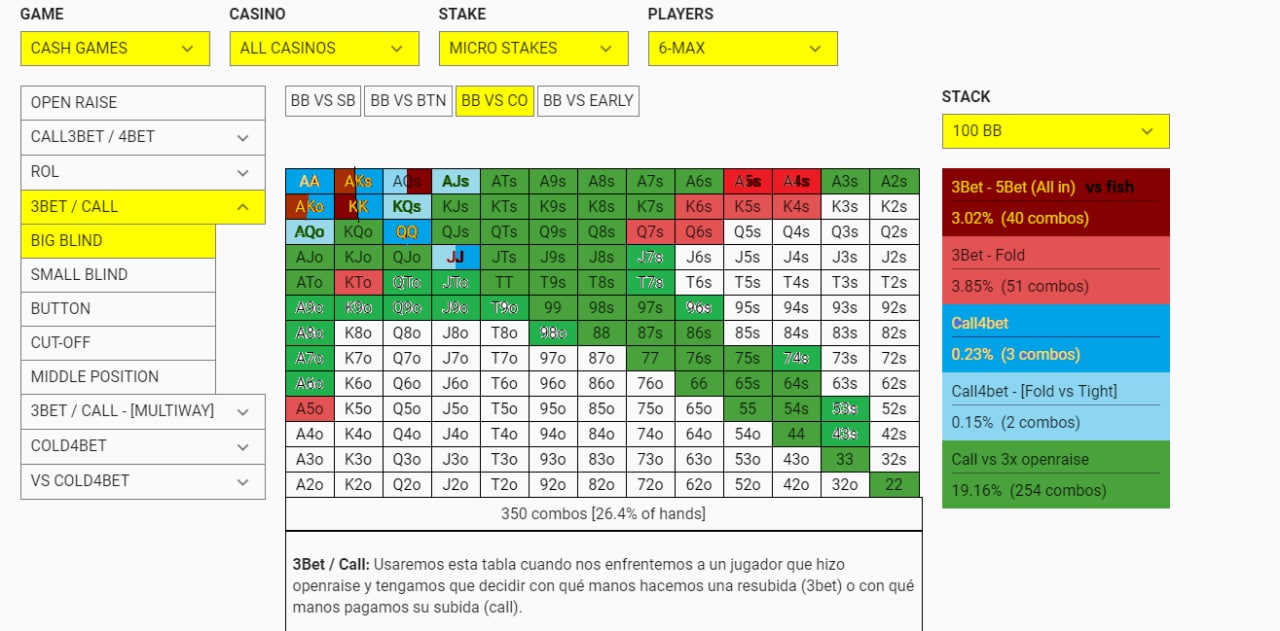 GAME CASINO STAKE PLAYERS
CASH GAMES ALL CASINOS MICRO STAKES 6-MAX
OPEN RAISE
CALL3BET / 4BET
ROL
3BET / CALL
BIG BLIND
SMALL BLIND
BUTTON
CUT-OFF
MIDDLE POSITION
3BET / CALL - [MULTIWAY]
COLD4BET
VS COLD4BET
BB VS SB BB VS BTN BB VS CO BB VS EARLY
AA AKs AQs AJs ATs A9s A8s A7s A6s A5s A4s A3s A2s
AKo KK KQs KJs KTs K9s K8s K7s K6s K5s K4s K3s K2s
AQo KQo QQ QJs QTs Q9s Q8s Q7s Q6s Q5s Q4s Q3s Q2s
AJo KJo QJo JJ JTs J9s J8s J7s J6s J5s J4s J3s J2s
ATo KTo QTo JTo TT T9s T8s T7s T6s T5s T4s T3s T2s
A9o K9o Q9o J9o T9o 99 98s 97s 96s 95s 94s 93s 92s
A8o K8o Q8o J8o T8o 98o 88 87s 86s 85s 84s 83s 82s
A7o K7o Q7o J7o T7o 97o 87o 77 76s 75s 74s 73s 72s
A6o K6o Q6o J6o T6o 96o 86o 76o 66 65s 64s 63s 62s
A5o K5o Q5o J5o T5o 95o 85o 75o 65o 55 54s 53s 52s
A4o K4o Q4o J4o T4o 94o 84o 74o 64o 54o 44 43s 42s
A3o K3o Q3o J3o T3o 93o 83o 73o 63o 53o 43o 33 32s
A2o K2o Q2o J2o T2o 92o 82o 72o 62o 52o 42o 32o 22
350 combos [26.4% of hands]
3Bet / Call: Usaremos esta tabla cuando nos enfrentemos a un jugador que hizo
openraise y tengamos que decidir con qué manos hacemos una resubida (3bet) o con qué
manos pagamos su subida (call).
STACK
100 BB
3Bet - 5Bet (All in) vs fish
3.02% (40 combos)
3Bet - Fold
3.85% (51 combos)
Call4bet
0.23% (3 combos)
Call4bet - [Fold vs Tight]
0.15% (2 combos)
Call vs 3x openraise
19.16% (254 combos)